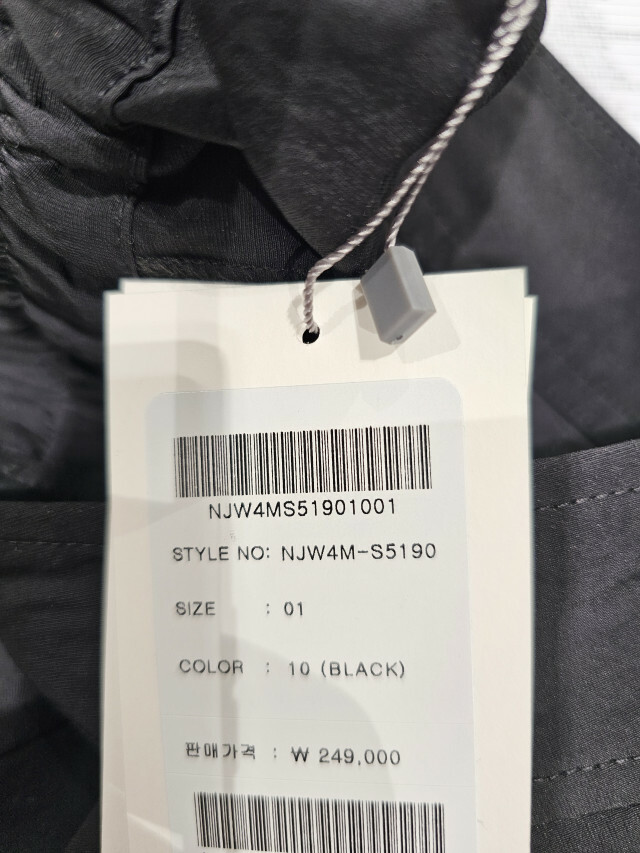 NJW4MS51901001
STYLE NO: NJW4M-S5190
SIZE : 01
COLOR : 10 (BLACK)
판매가격 : ₩ 249,000